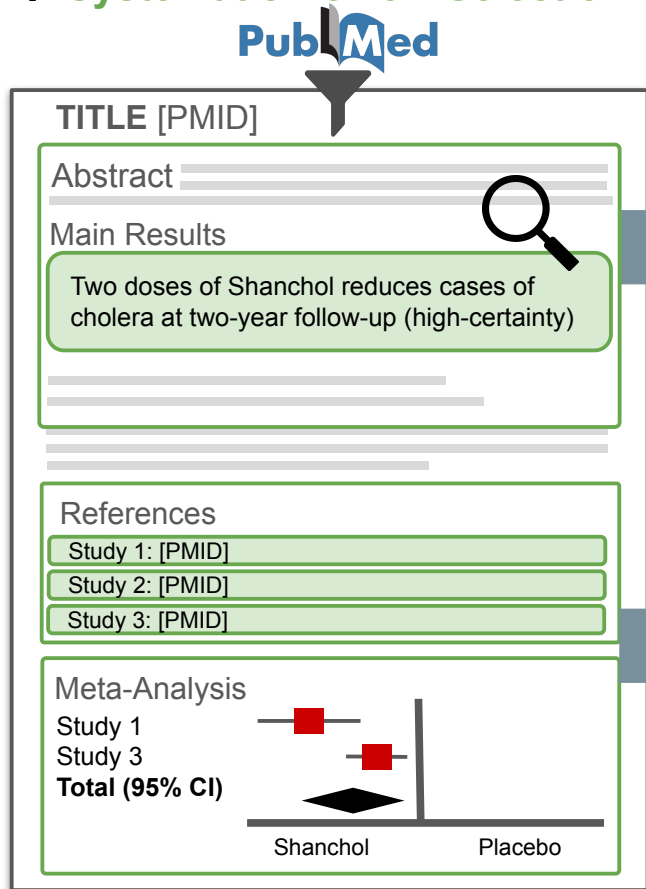 PubMed
TITLE [PMID]
Abstract
Main Results
Two doses of Shanchol reduces cases of
cholera at two-year follow-up (high-certainty)
References
Study 1: [PMID]
Study 2: [PMID]
Study 3: [PMID]
Meta-Analysis
Study 1
Study 3
Total (95% CI)
Shanchol
Placebo